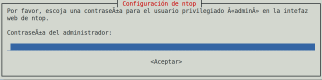 Configuración de ntop
Por favor, escoja una contraseÃ±a para el usuario privilegiado Â«adminÂ» en la intefaz
web de ntop.
ContraseÃ±a del administrador:
<Aceptar>